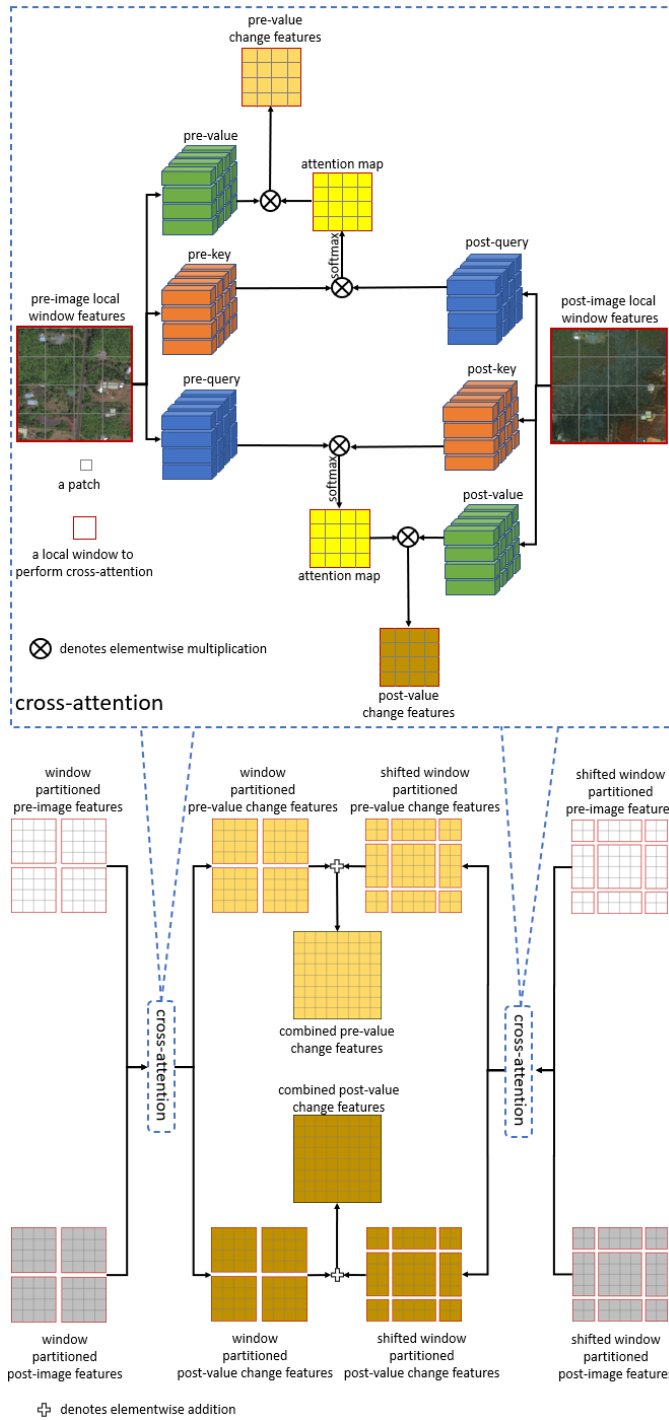 pre-value
change features
pre-value
attention map
softmax
pre-key
post-query
pre-image local
window features
post-image local
window features
pre-query
post-key
softmax
a patch
post-value
a local window to
perform cross-attention
attention map
denotes elementwise multiplication
cross-attention
post-value
change features
window
partitioned
pre-image features
window
partitioned
pre-value change features
shifted window
partitioned
pre-value change features
shifted window
partitioned
pre-image features
cross-attention
combined pre-value
change features
cross-attention
combined post-value
change features
window
partitioned
post-image features
window
partitioned
post-value change features
shifted window
partitioned
post-value change features
shifted window
partitioned
post-image features
denotes elementwise addition